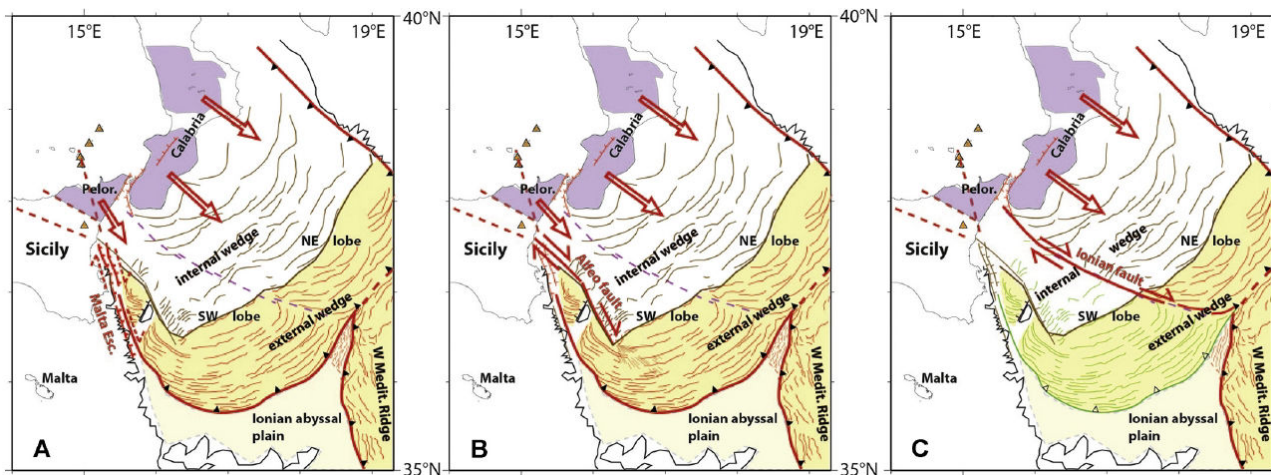 15°E
19°E
40°N
15°E
19°E
40°N
15°E
19°E
Calabria
Pelor.
Sicily
internal wedge
NE lobe
SW lobe
external wedge
Malta Esc.
Malta
Ionian abyssal
plain
W Medit. Ridge
A
35°N
Calabria
Pelor.
Sicily
Alfeo fault
internal wedge
NE lobe
SW lobe
external wedge
Malta
Ionian abyssal
plain
W Medit. Ridge
B
35°N
Calabria
Pelor.
Sicily
internal wedge
NE lobe
Ionian fault
SW lobe
external wedge
Malta
Ionian abyssal
plain
W Medit. Ridge
C